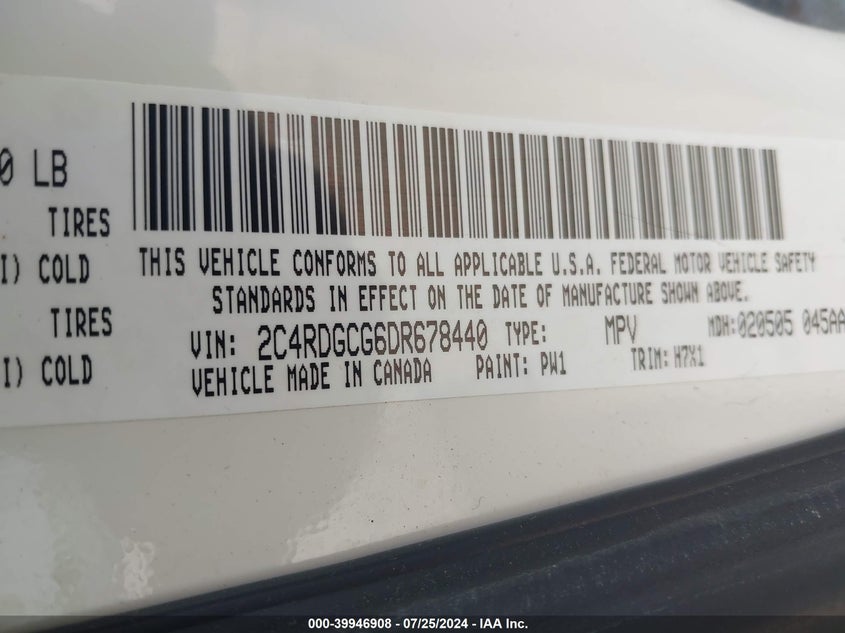 0 LB
TIRES
I) COLD
TIRES
I) COLD
THIS VEHICLE CONFORMS TO ALL APPLICABLE U.S.A. FEDERAL MOTOR VEHICLE SAFETY
STANDARDS IN EFFECT ON THE DATE OF MANUFACTURE SHOWN ABOVE.
VIN: 2C4RDGCG6DR678440 TYPE: MPV MDH:020505 045AA
VEHICLE MADE IN CANADA PAINT: PW1 TRIM: H7X1
000-39946908 - 07/25/2024 - IAA Inc.